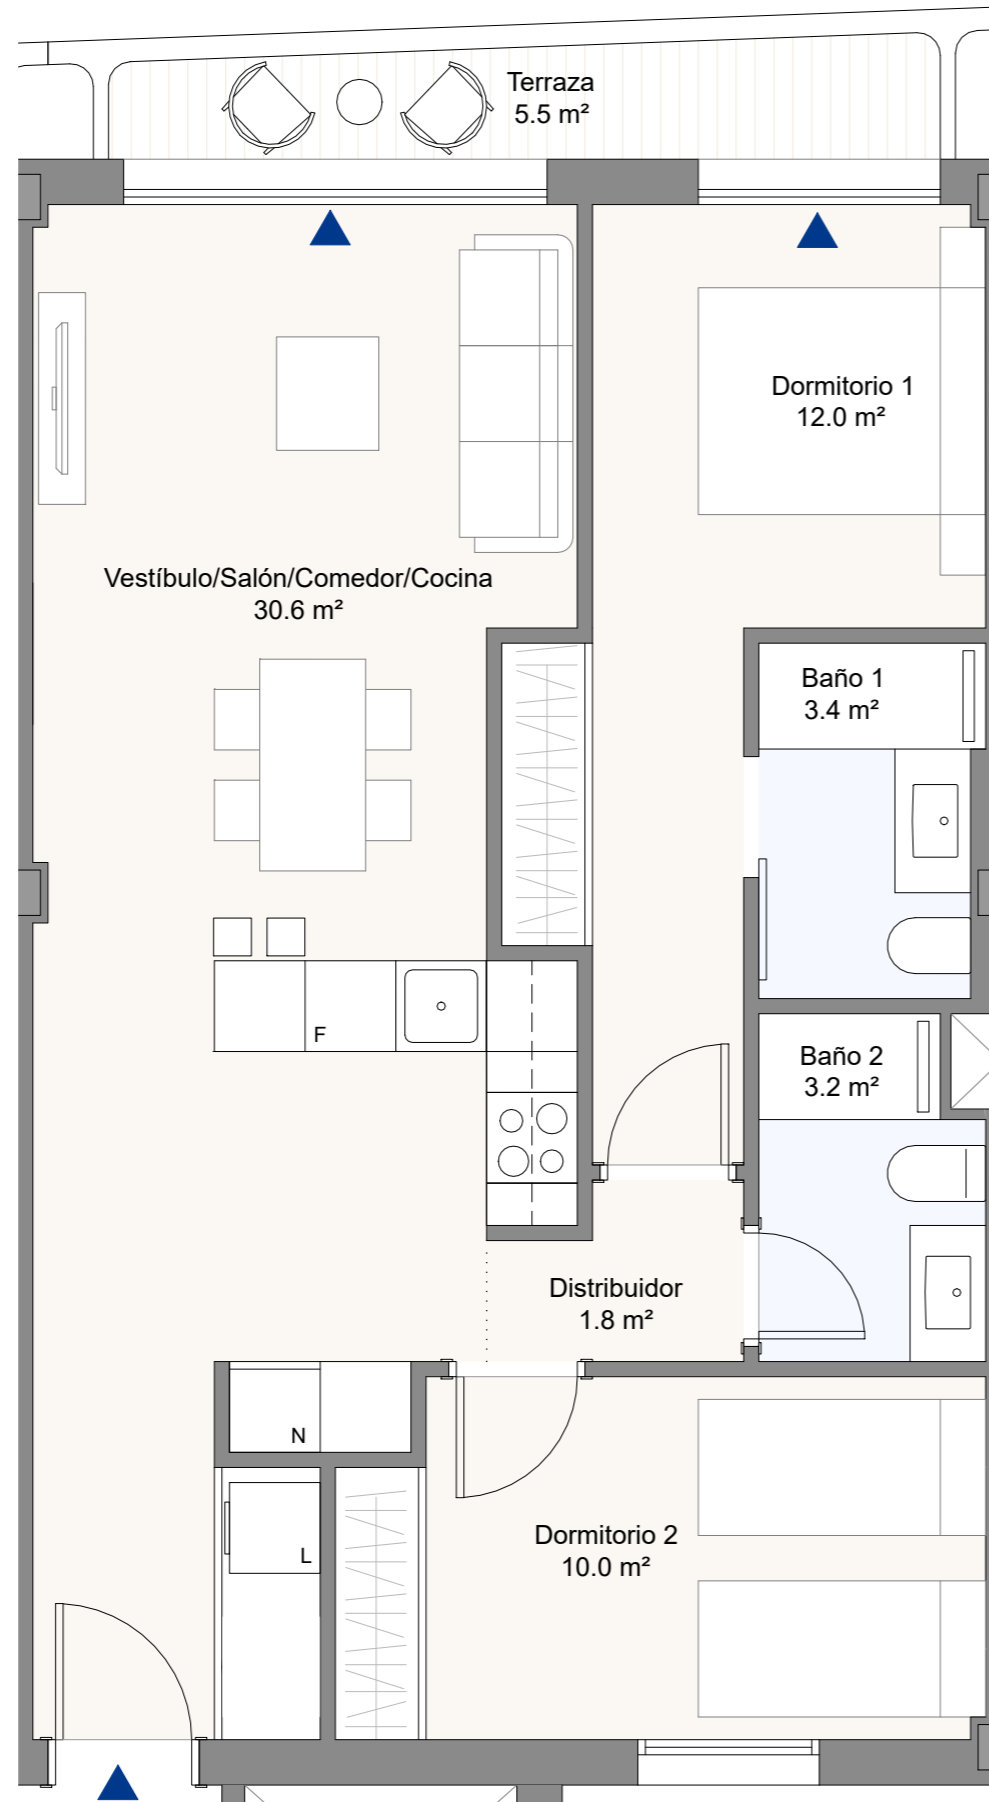 Terraza
5.5 m²
Dormitorio 1
12.0 m²
Vestíbulo/Salón/Comedor/Cocina
30.6 m²
Baño 1
3.4 m²
F
Baño 2
3.2 m²
Distribuidor
1.8 m²
N
L
Dormitorio 2
10.0 m²